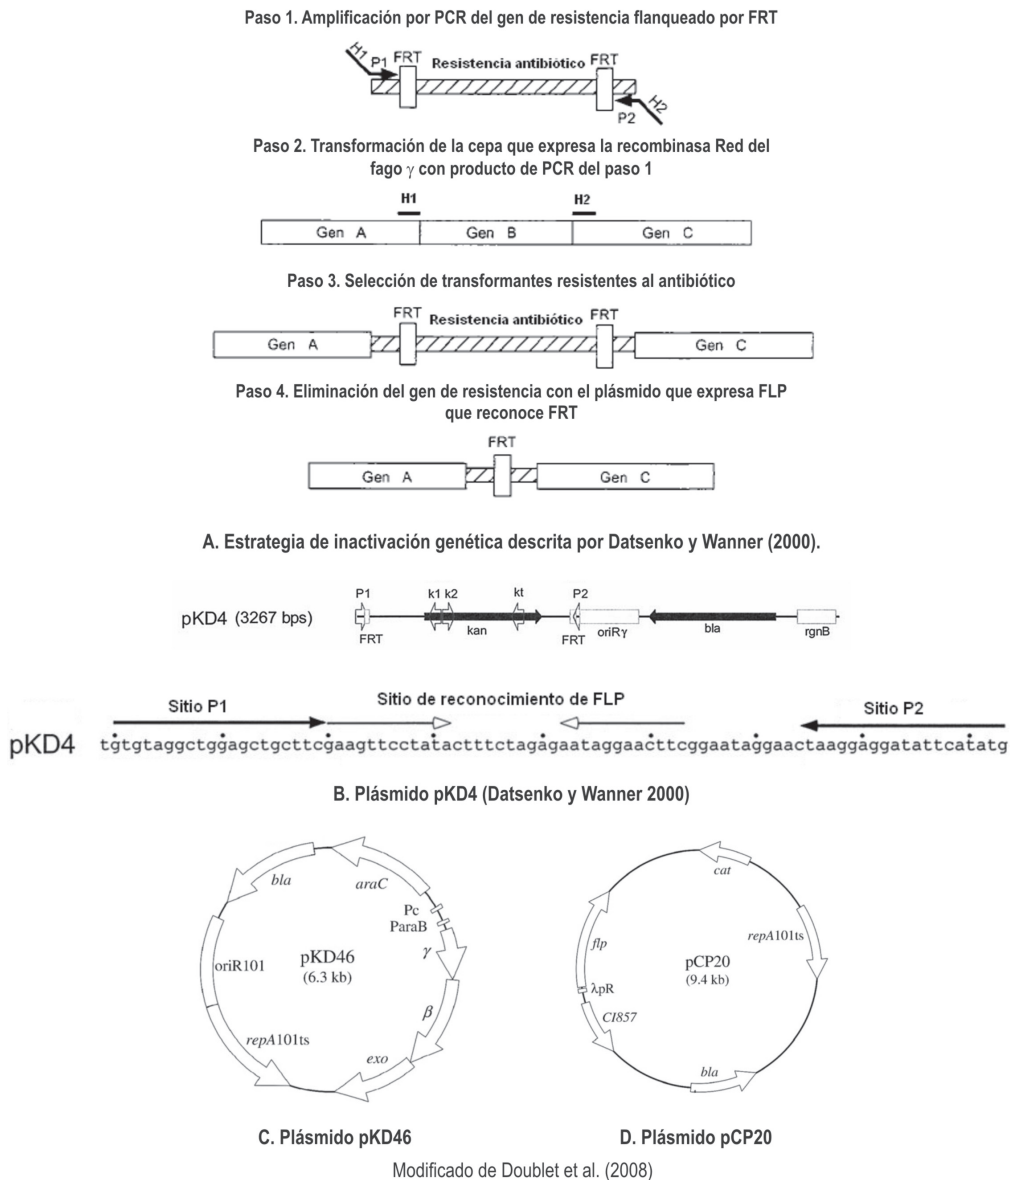 Paso 1. Amplificación por PCR del gen de resistencia flanqueado por FRT
H1
P1
FRT
Resistencia antibiótico
FRT
P2
H2
Paso 2. Transformación de la cepa que expresa la recombinasa Red del
fago γ con producto de PCR del paso 1
H1
H2
Gen A
Gen B
Gen C
Paso 3. Selección de transformantes resistentes al antibiótico
FRT
Resistencia antibiótico
FRT
Gen A
Gen C
Paso 4. Eliminación del gen de resistencia con el plásmido que expresa FLP
que reconoce FRT
FRT
Gen A
Gen C
A. Estrategia de inactivación genética descrita por Datsenko y Wanner (2000).
P1
k1 k2
kt
P2
pKD4 (3267 bps)
FRT
kan
FRT
oriRγ
bla
rgnB
Sitio P1
Sitio de reconocimiento de FLP
Sitio P2
pKD4
tgtgtaggctggagctgcttcgaagttcctatactttctagagaataggaacttcggaataggaactaaggaggatattcatatg
B. Plásmido pKD4 (Datsenko y Wanner 2000)
bla
araC
Pc
ParaB
γ
oriR101
pKD46
(6.3 kb)
β
repA101ts
exo
cat
repA101ts
flp
pCP20
(9.4 kb)
λpR
CI857
bla
C. Plásmido pKD46
D. Plásmido pCP20
Modificado de Doublet et al. (2008)